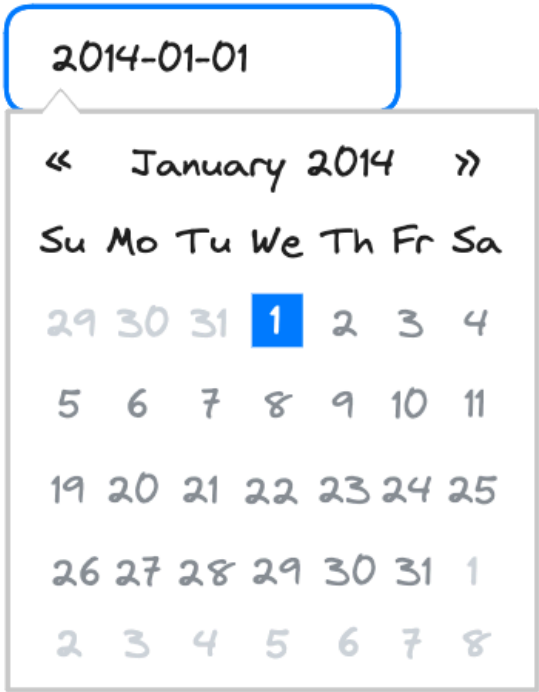 2014-01-01
« January 2014 »
Su Mo Tu We Th Fr Sa
29 30 31 1 2 3 4
5 6 7 8 9 10 11
19 20 21 22 23 24 25
26 27 28 29 30 31 1
2 3 4 5 6 7 8